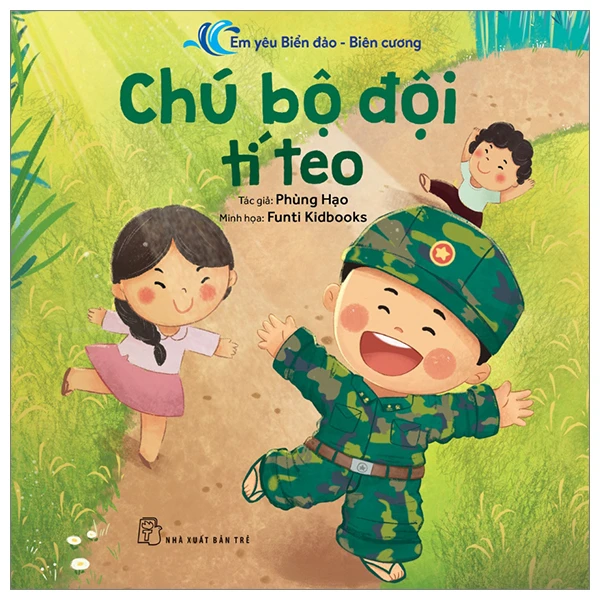 Em yêu Biển đảo - Biên cương
Chú bộ đội
tí teo
Tác giả: Phùng Hạo
Minh họa: Funti Kidbooks
NHÀ XUẤT BẢN TRẺ